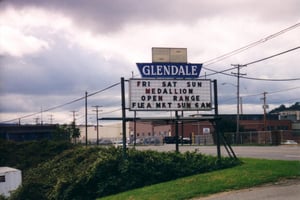 GLENDALE
FRI SAT SUN
MEDALLION
OPEN RANGE
FLEA MKT SUN 6AM